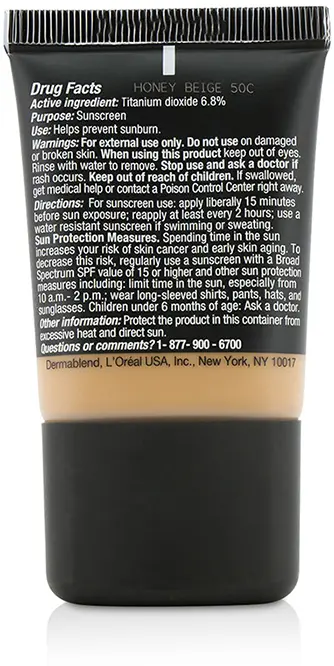 Drug Facts HONEY BEIGE 50C
Active ingredient: Titanium dioxide 6.8%
Purpose: Sunscreen
Use: Helps prevent sunburn.
Warnings: For external use only. Do not use on damaged
or broken skin. When using this product keep out of eyes.
Rinse with water to remove. Stop use and ask a doctor if
rash occurs. Keep out of reach of children. If swallowed,
get medical help or contact a Poison Control Center right away.
Directions: For sunscreen use: apply liberally 15 minutes
before sun exposure; reapply at least every 2 hours; use a
water resistant sunscreen if swimming or sweating.
Sun Protection Measures. Spending time in the sun
increases your risk of skin cancer and early skin aging. To
decrease this risk, regularly use a sunscreen with a Broad
Spectrum SPF value of 15 or higher and other sun protection
measures including: limit time in the sun, especially from
10 a.m.- 2 p.m.; wear long-sleeved shirts, pants, hats, and
sunglasses. Children under 6 months of age: Ask a doctor.
Other information: Protect the product in this container from
excessive heat and direct sun.
Questions or comments? 1- 877- 900 - 6700
Dermablend, L'Oréal USA, Inc., New York, NY 10017